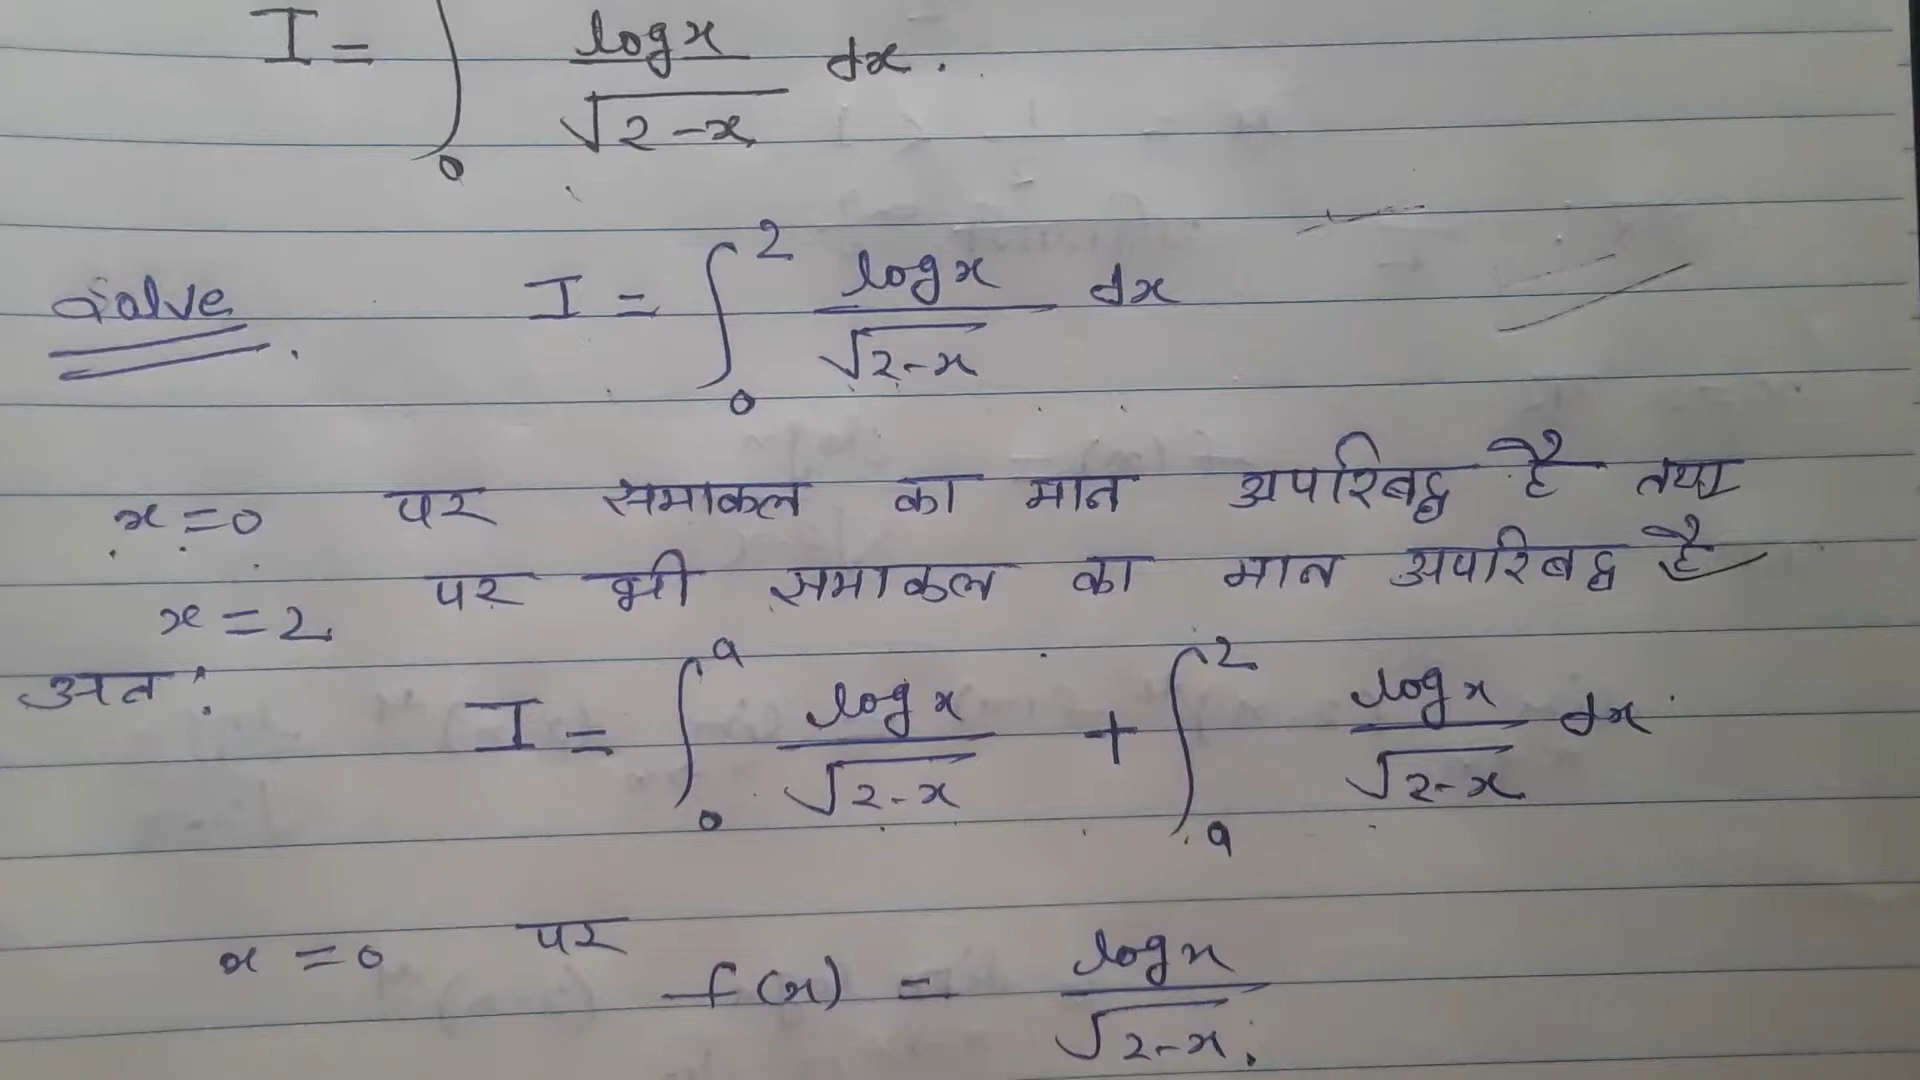 I = ∫₀ log x / √2-x dx.
Solve. I = ∫₀² log x / √2-x dx
x = 0 पर समाकल का मान अपरिबद्ध है तथा
x = 2 पर भी समाकल का मान अपरिबद्ध है
अत: I = ∫₀ᵃ log x / √2-x + ∫ₐ² log x / √2-x dx
x = 0 पर f(x) = log x / √2-x.